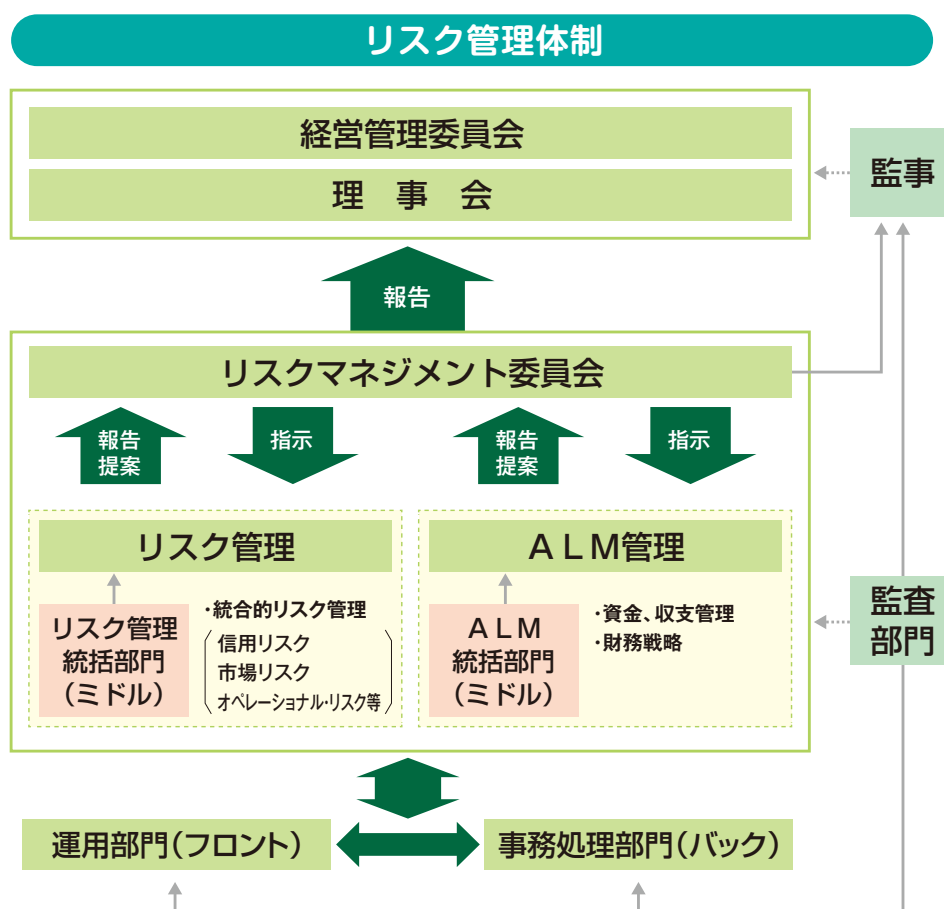 リスク管理体制
経営管理委員会
理 事 会
監事
報告
リスクマネジメント委員会
報告
提案
指示
報告
提案
指示
リスク管理
リスク管理
統括部門
(ミドル)
・統合的リスク管理
信用リスク
市場リスク
オペレーショナル・リスク等
ALM管理
ALM
統括部門
(ミドル)
・資金、収支管理
・財務戦略
監査
部門
運用部門(フロント)
事務処理部門(バック)